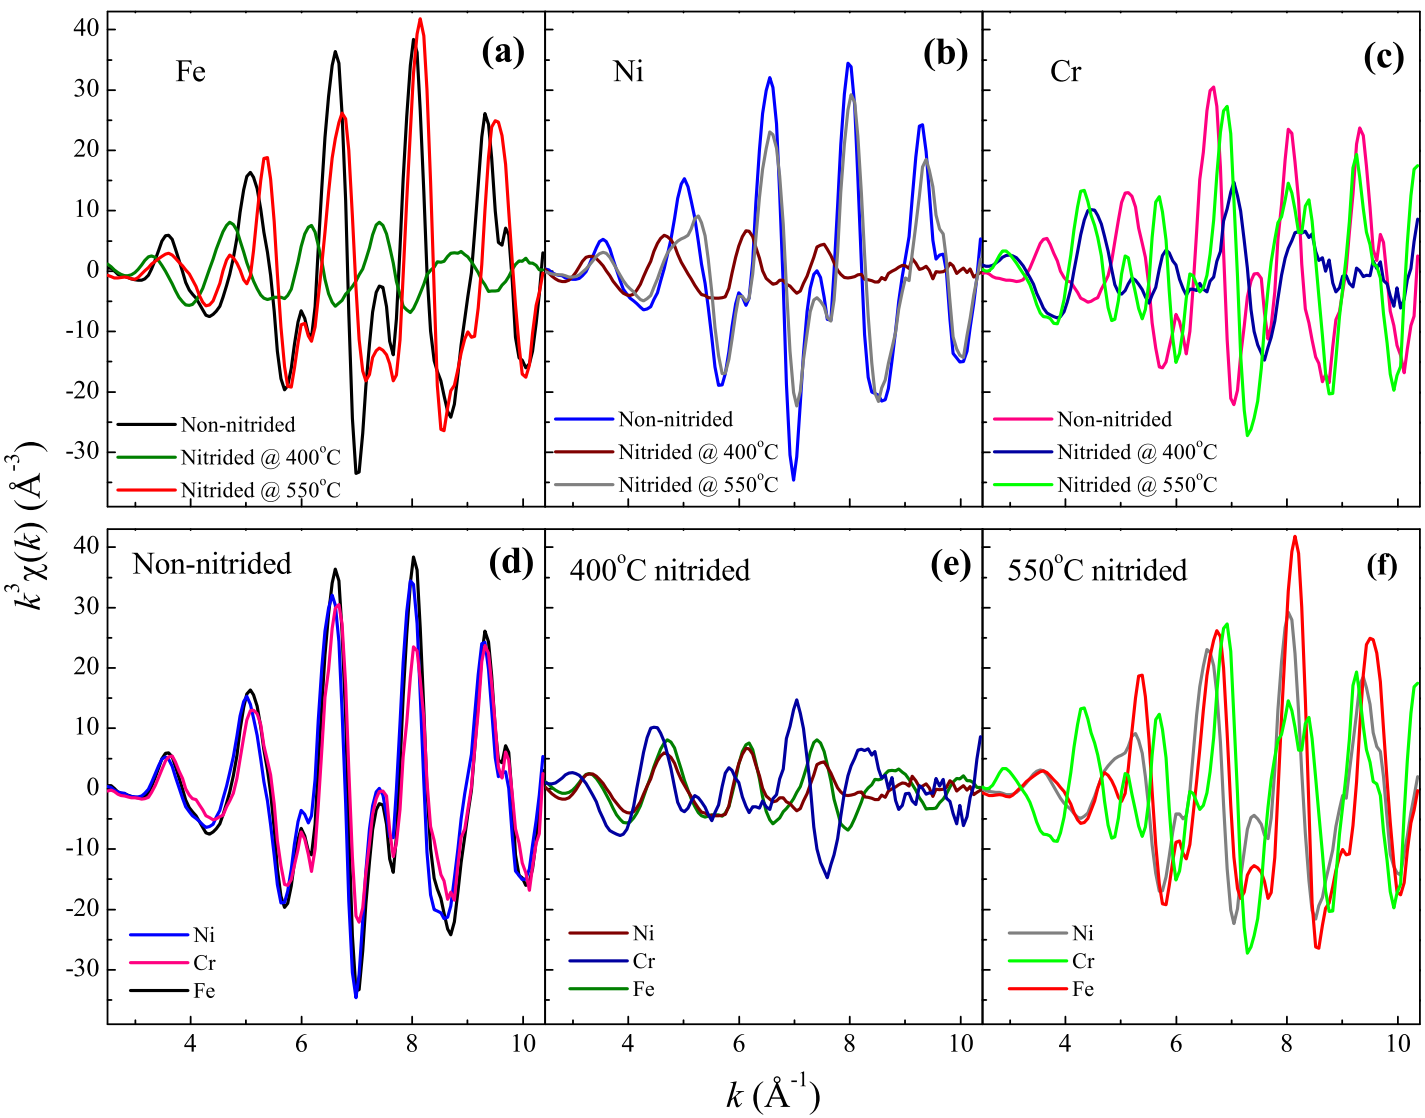 k³χ(k) (Å⁻³)
40
30
20
10
0
-10
-20
-30
Fe
(a)
Non-nitrided
Nitrided @ 400°C
Nitrided @ 550°C
Ni
(b)
Non-nitrided
Nitrided @ 400°C
Nitrided @ 550°C
Cr
(c)
Non-nitrided
Nitrided @ 400°C
Nitrided @ 550°C
40
30
20
10
0
-10
-20
-30
Non-nitrided
(d)
Ni
Cr
Fe
400°C nitrided
(e)
Ni
Cr
Fe
550°C nitrided
(f)
Ni
Cr
Fe
4 6 8 10
4 6 8 10
4 6 8 10
k (Å⁻¹)